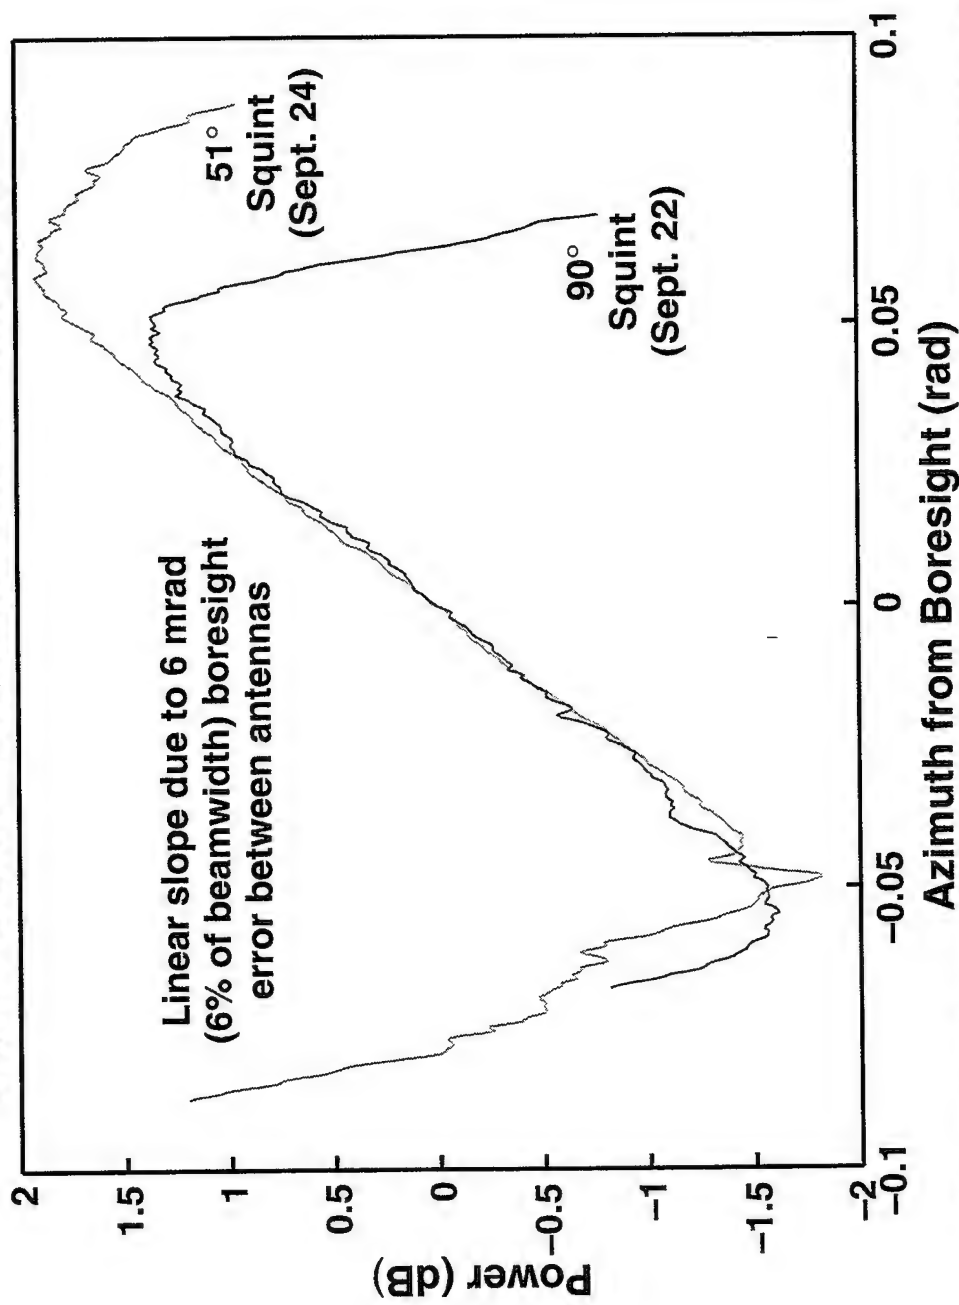 2
1.5
1
0.5
0
−0.5
−1
−1.5
−2
Power (dB)
Linear slope due to 6 mrad
(6% of beamwidth) boresight
error between antennas
51°
Squint
(Sept. 24)
90°
Squint
(Sept. 22)
−0.1
−0.05
0
0.05
0.1
Azimuth from Boresight (rad)